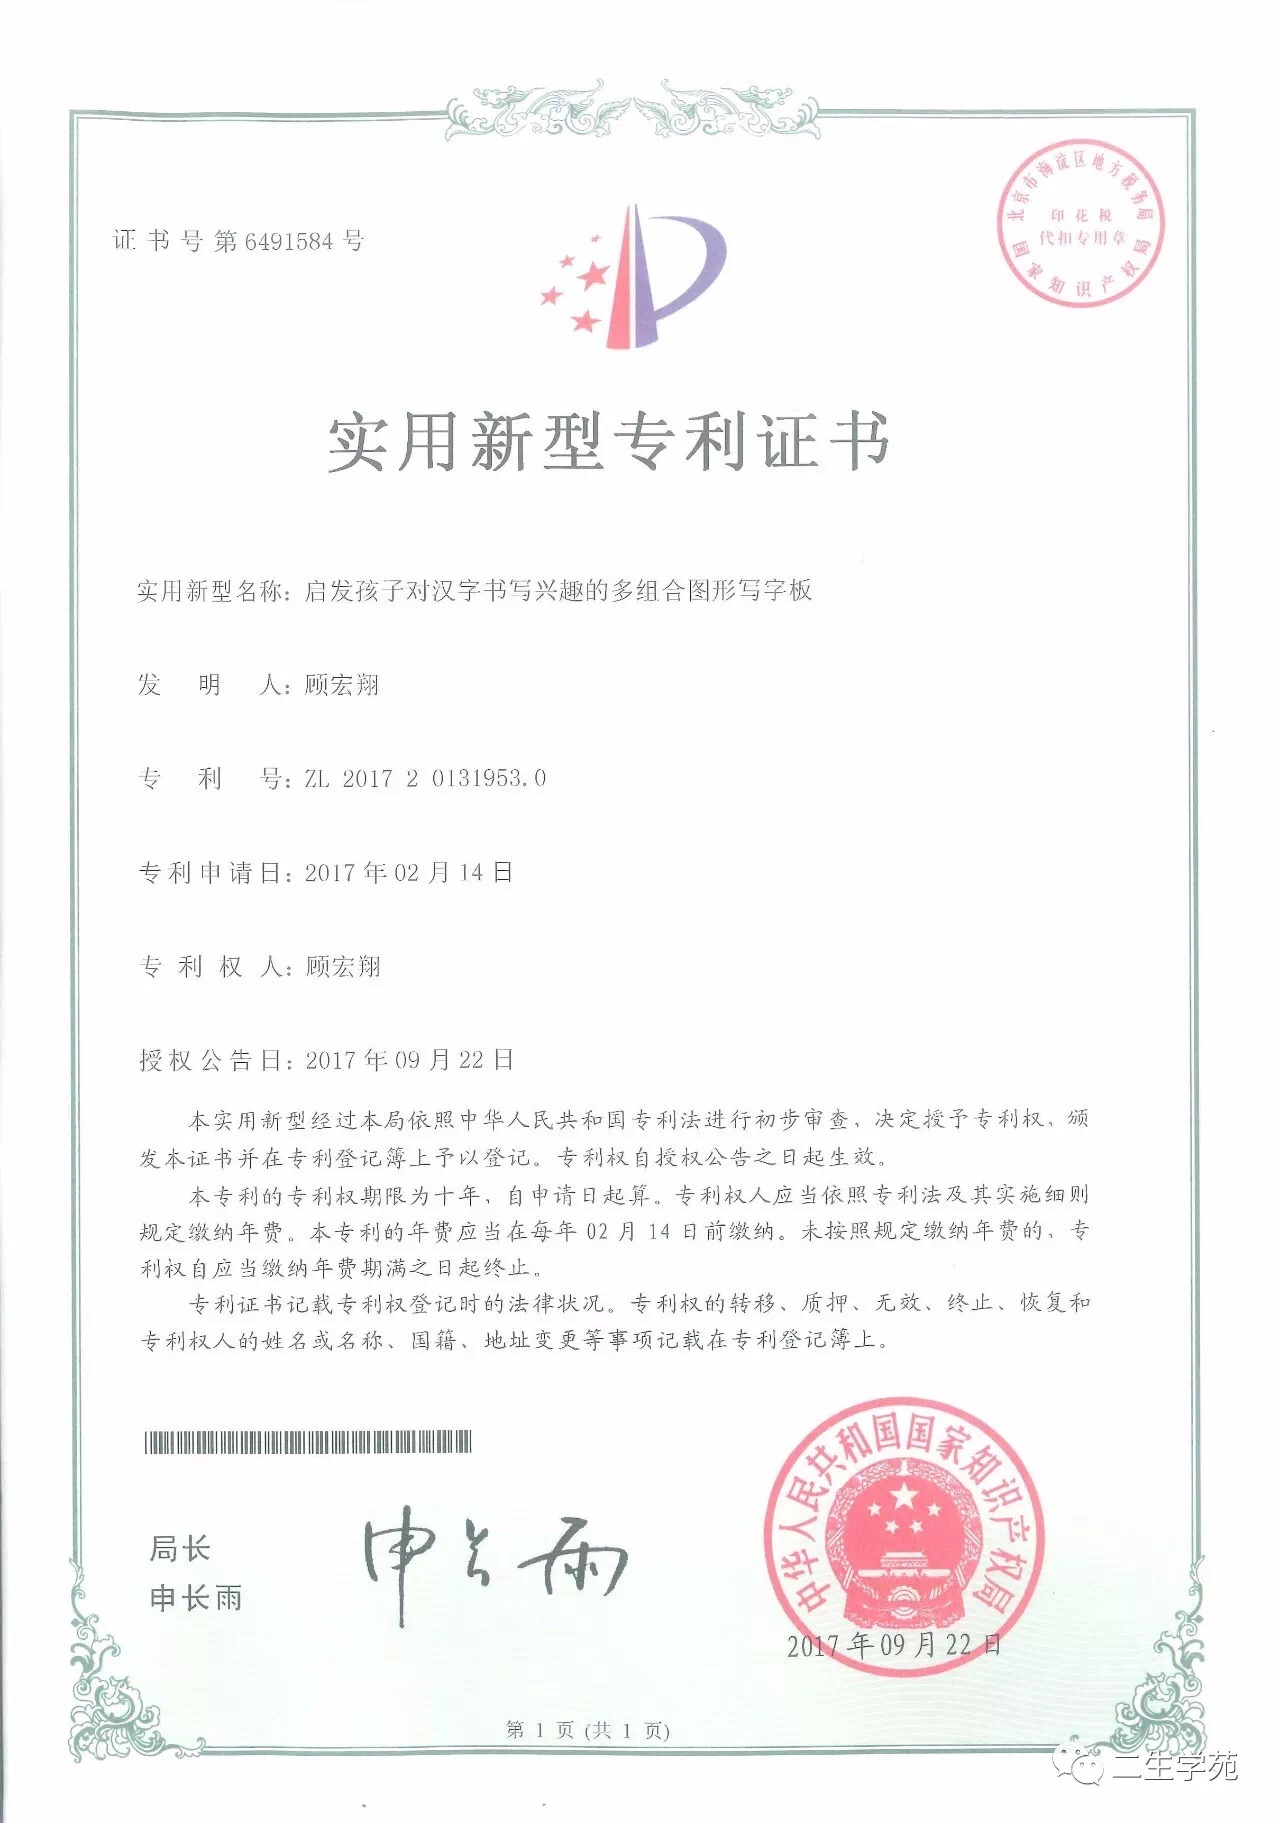 证书号第6491584号
北京市海淀区地方税务局
印花税
代扣专用章
国家知识产权局
实用新型专利证书
实用新型名称：启发孩子对汉字书写兴趣的多组合图形写字板
发明人：顾宏翔
专利号：ZL 2017 2 0131953.0
专利申请日：2017年02月14日
专利权人：顾宏翔
授权公告日：2017年09月22日
本实用新型经过本局依照中华人民共和国专利法进行初步审查，决定授予专利权，颁
发本证书并在专利登记簿上予以登记。专利权自授权公告之日起生效。
本专利的专利权期限为十年，自申请日起算。专利权人应当依照专利法及其实施细则
规定缴纳年费。本专利的年费应当在每年02月14日前缴纳。未按照规定缴纳年费的，专
利权自应当缴纳年费期满之日起终止。
专利证书记载专利权登记时的法律状况。专利权的转移、质押、无效、终止、恢复和
专利权人的姓名或名称、国籍、地址变更等事项记载在专利登记簿上。
局长
申长雨
申长雨
中华人民共和国国家知识产权局
2017年09月22日
第1页(共1页)
二生学苑